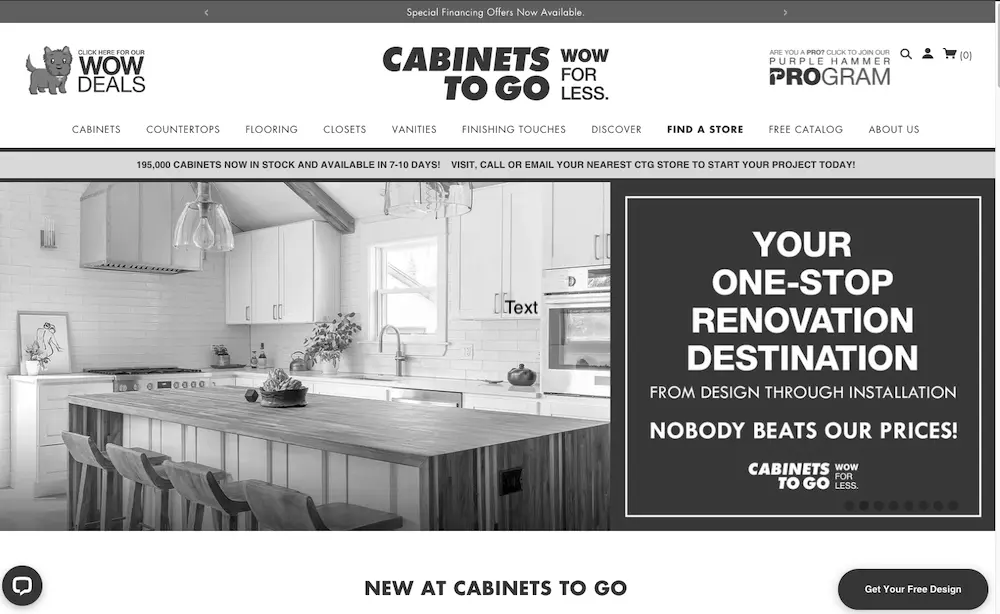 Special Financing Offers Now Available.
CLICK HERE FOR OUR
WOW
DEALS
CABINETS
TO GO
WOW
FOR
LESS.
ARE YOU A PRO? CLICK TO JOIN OUR
PURPLE HAMMER
PROGRAM
(0)
CABINETS COUNTERTOPS FLOORING CLOSETS VANITIES FINISHING TOUCHES DISCOVER FIND A STORE FREE CATALOG ABOUT US
195,000 CABINETS NOW IN STOCK AND AVAILABLE IN 7-10 DAYS! VISIT, CALL OR EMAIL YOUR NEAREST CTG STORE TO START YOUR PROJECT TODAY!
Text
YOUR
ONE-STOP
RENOVATION
DESTINATION
FROM DESIGN THROUGH INSTALLATION
NOBODY BEATS OUR PRICES!
CABINETS
TO GO
WOW
FOR
LESS.
NEW AT CABINETS TO GO
Get Your Free Design